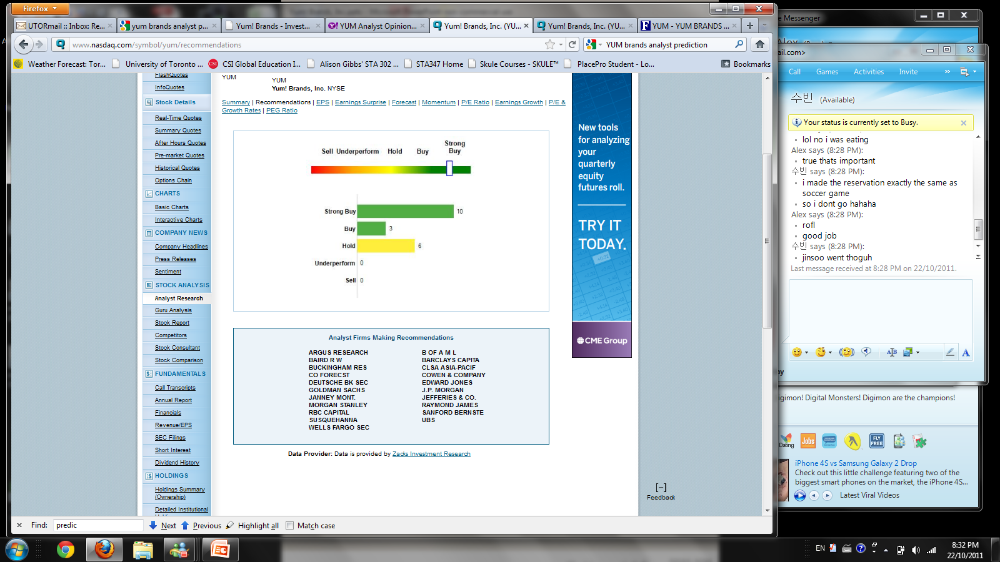 Firefox
UTORmail :: Inbox: Re...
yum brands analyst p...
Yum! Brands - Invest...
YUM Analyst Opinion...
Yum! Brands, Inc. (YU...
Yum! Brands, Inc. (YU...
YUM - YUM BRANDS ...
www.nasdaq.com/symbol/yum/recommendations
YUM brands analyst prediction
Weather Forecast: Tor...
University of Toronto ...
CSI Global Education I...
Alison Gibbs' STA 302 ...
STA347 Home
Skule Courses - SKULE™
PlacePro Student - Lo...
Bookmarks
FlashQuotes
InfoQuotes
Stock Details
Real-Time Quotes
Summary Quotes
After Hours Quotes
Pre-market Quotes
Historical Quotes
Options Chain
CHARTS
Basic Charts
Interactive Charts
COMPANY NEWS
Company Headlines
Press Releases
Sentiment
STOCK ANALYSIS
Analyst Research
Guru Analysis
Stock Report
Competitors
Stock Consultant
Stock Comparison
FUNDAMENTALS
Call Transcripts
Annual Report
Financials
Revenue/EPS
SEC Filings
Short Interest
Dividend History
HOLDINGS
Holdings Summary
(Ownership)
Detailed Institutional
YUM
YUM
Yum! Brands, Inc. NYSE
Summary | Recommendations | EPS | Earnings Surprise | Forecast | Momentum | P/E Ratio | Earnings Growth | P/E &
Growth Rates | PEG Ratio
Sell Underperform Hold Buy Strong
Buy
Strong Buy 10
Buy 3
Hold 6
Underperform 0
Sell 0
Analyst Firms Making Recommendations
ARGUS RESEARCH B OF A M L
BAIRD R W BARCLAYS CAPITA
BUCKINGHAM RES CLSA ASIA-PACIF
CO FORECST COWEN & COMPANY
DEUTSCHE BK SEC EDWARD JONES
GOLDMAN SACHS J.P. MORGAN
JANNEY MONT. JEFFERIES & CO.
MORGAN STANLEY RAYMOND JAMES
RBC CAPITAL SANFORD BERNSTE
SUSQUEHANNA UBS
WELLS FARGO SEC
Data Provider: Data is provided by Zacks Investment Research
New tools
for analyzing
your
quarterly
equity
futures roll.
TRY IT
TODAY.
CME Group
[−]
Feedback
Find: predic Next Previous Highlight all Match case
e Messenger
Alex
ail.com>
Call Games Activities Invite »
수빈 (Available)
Your status is currently set to Busy.
lol no i was eating
Alex says (8:28 PM):
true thats important
수빈 says (8:28 PM):
i made the reservation exactly the same as
soccer game
so i dont go hahaha
Alex says (8:28 PM):
rofl
good job
수빈 says (8:28 PM):
jinsoo went thoguh
Last message received at 8:28 PM on 22/10/2011.
ay
igimon! Digital Monsters! Digimon are the champions!
Dating
Jobs
FLY
FREE
iPhone 4S vs Samsung Galaxy 2 Drop
Check out this little challenge featuring two of the
biggest smart phones on the market, the iPhone 4S...
Latest Viral Videos
EN
8:32 PM
22/10/2011